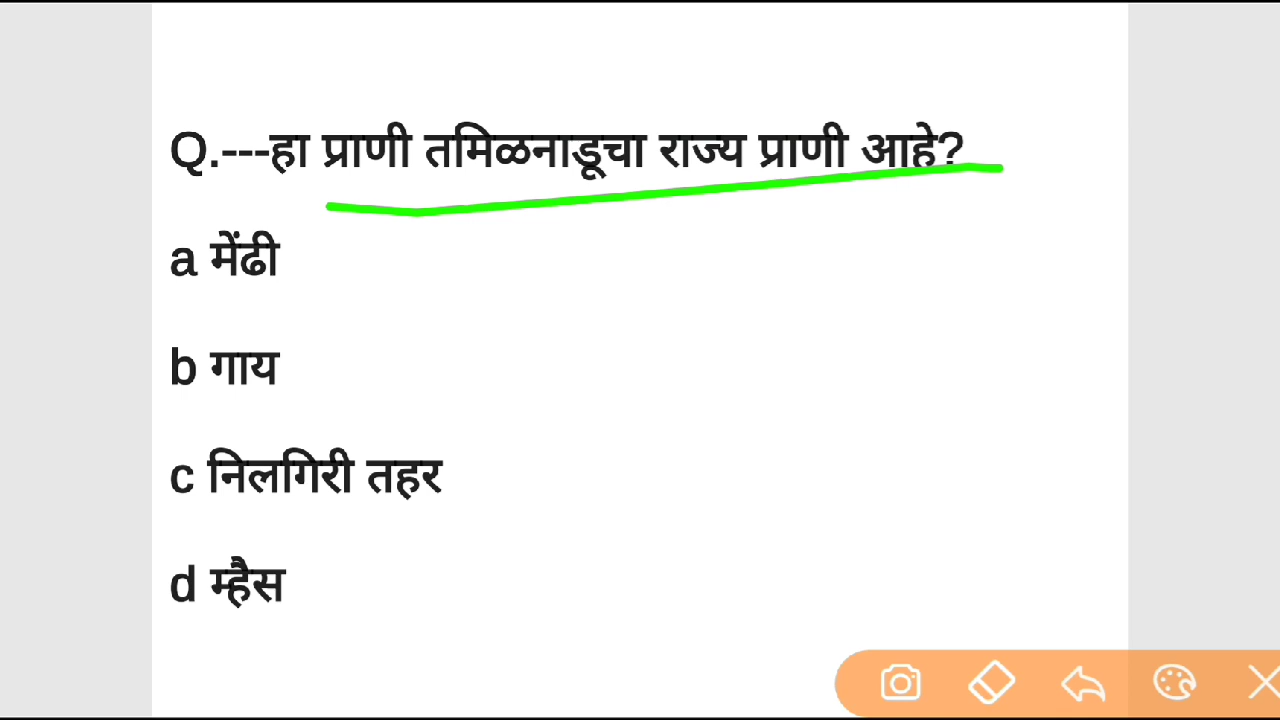 Q.---हा प्राणी तमिळनाडूचा राज्य प्राणी आहे?
a मेंढी
b गाय
c निलगिरी तहर
d म्हैस